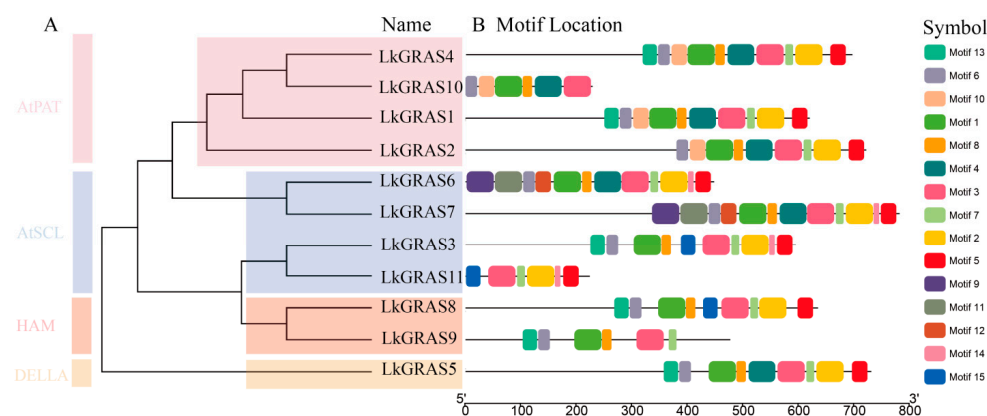 A Name B Motif Location Symbol
AtPAT
AtSCL
HAM
DELLA
LkGRAS4
LkGRAS10
LkGRAS1
LkGRAS2
LkGRAS6
LkGRAS7
LkGRAS3
LkGRAS11
LkGRAS8
LkGRAS9
LkGRAS5
5' 3'
0 100 200 300 400 500 600 700 800
Motif 13
Motif 6
Motif 10
Motif 1
Motif 8
Motif 4
Motif 3
Motif 7
Motif 2
Motif 5
Motif 9
Motif 11
Motif 12
Motif 14
Motif 15